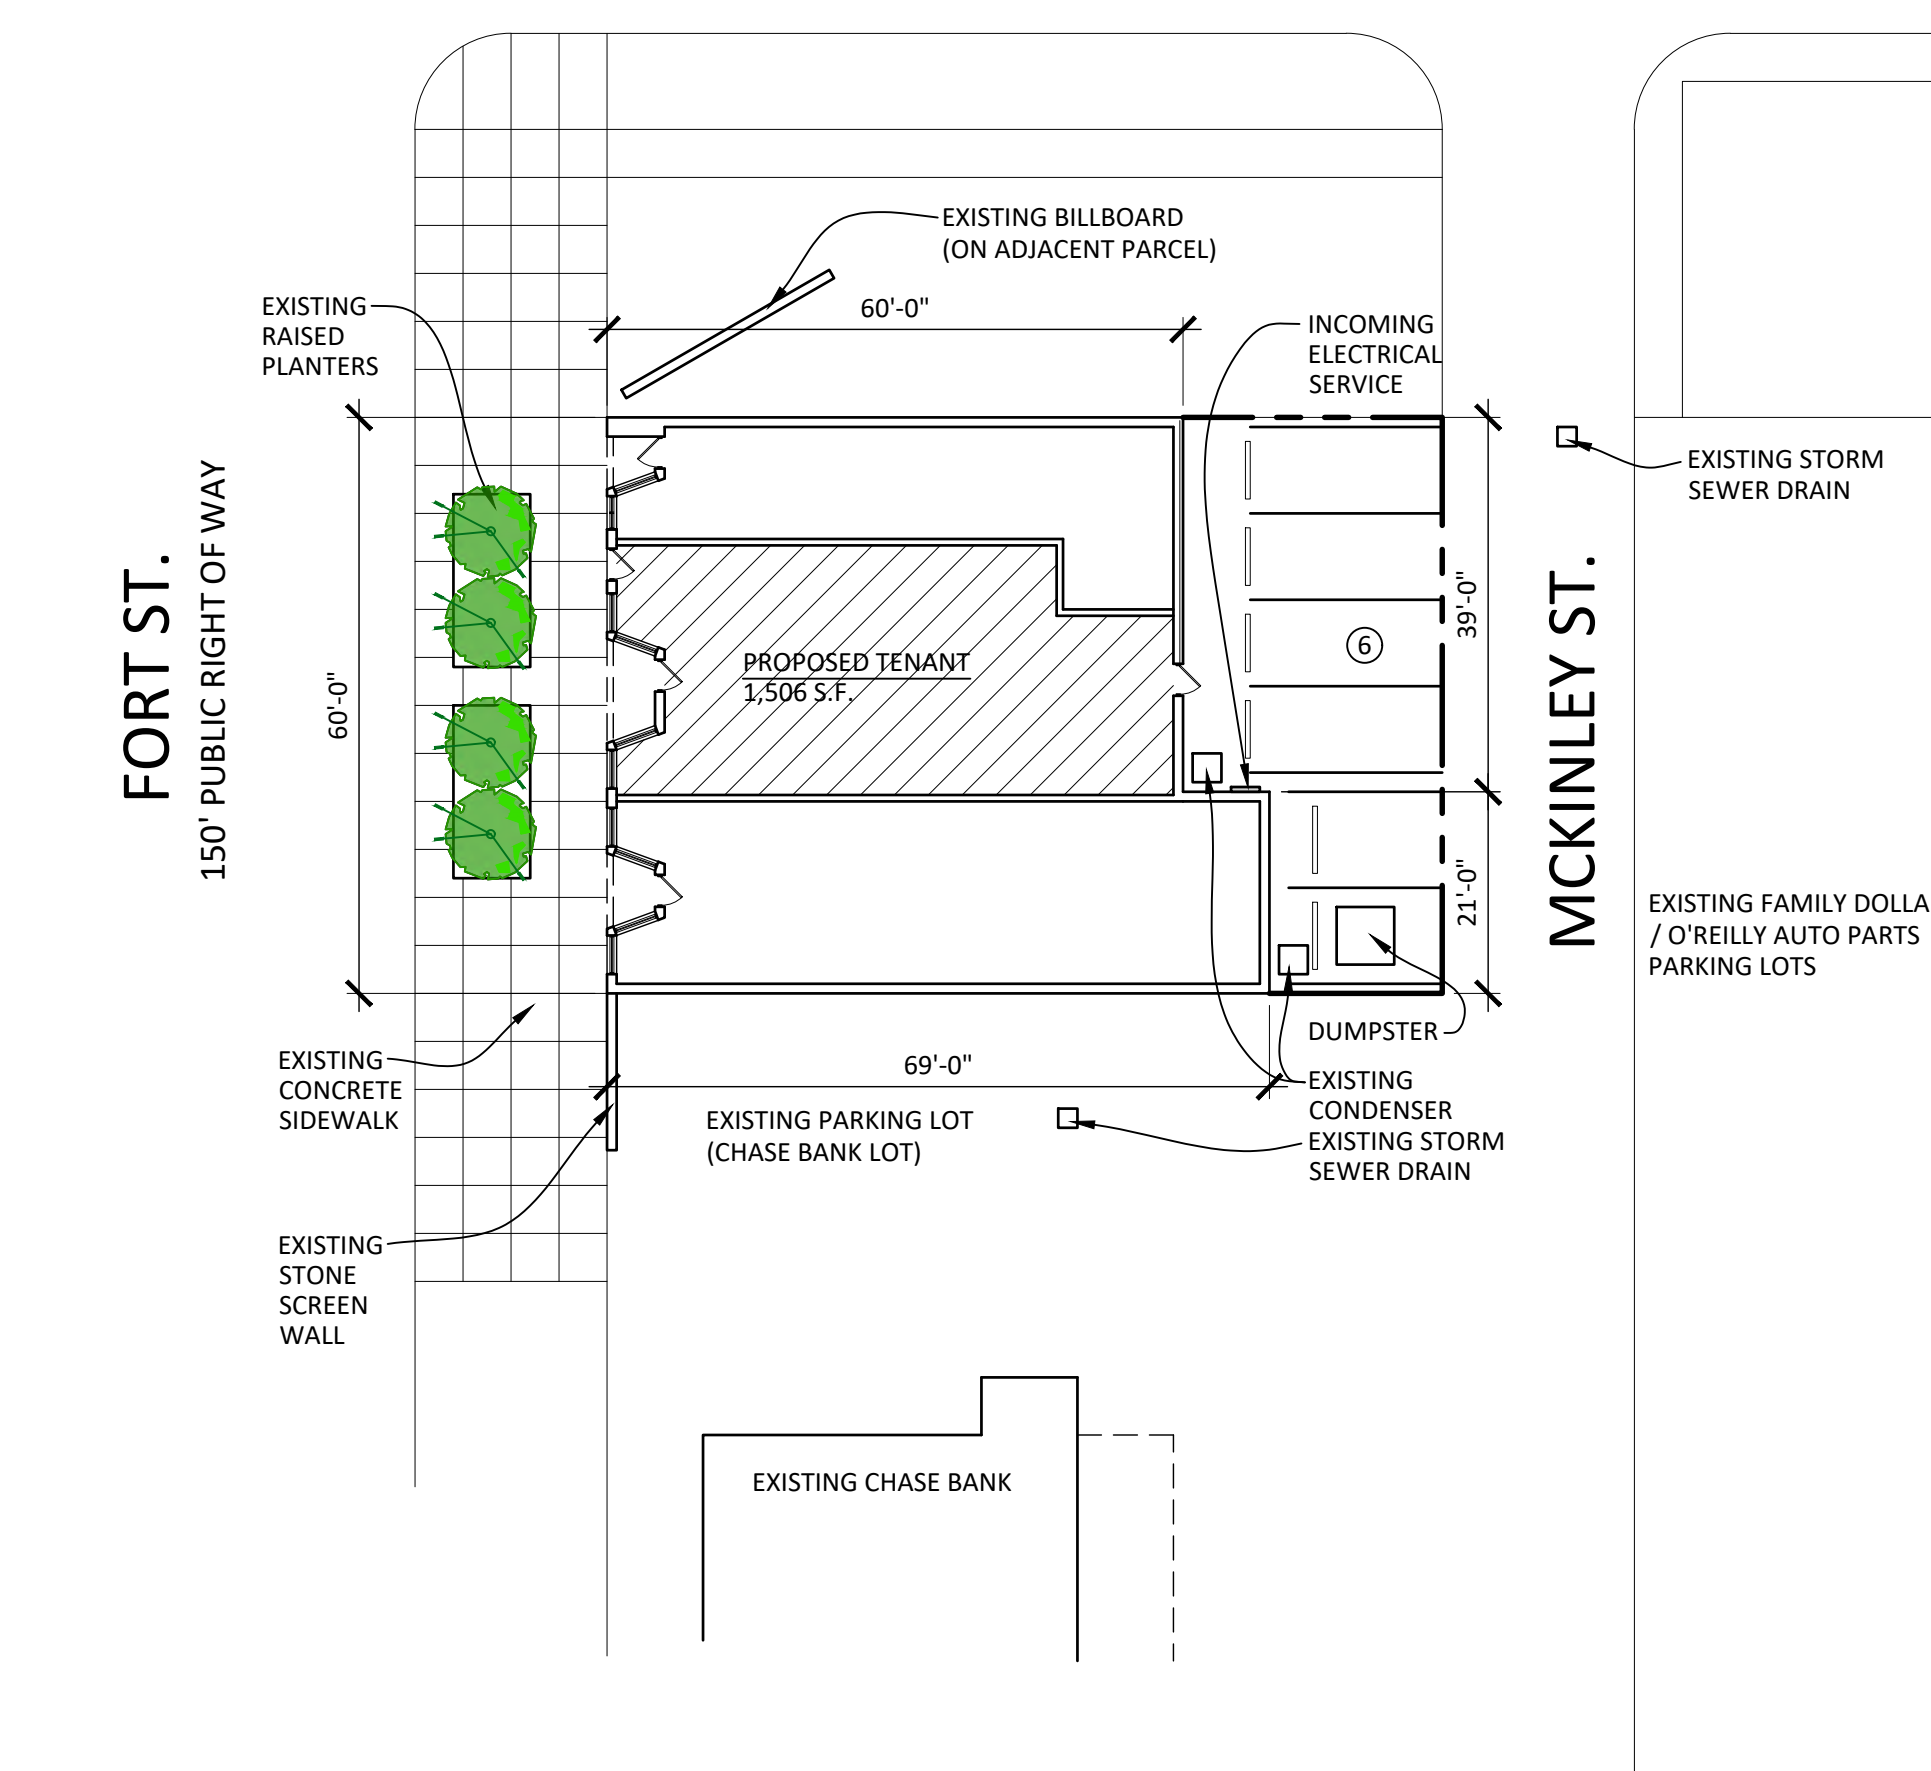 EXISTING BILLBOARD
(ON ADJACENT PARCEL)
EXISTING
RAISED
PLANTERS
60'-0"
INCOMING
ELECTRICAL
SERVICE
EXISTING STORM
SEWER DRAIN
FORT ST.
150' PUBLIC RIGHT OF WAY
60'-0"
PROPOSED TENANT
1,506 S.F.
6
39'-0"
21'-0"
MCKINLEY ST.
EXISTING FAMILY DOLLA
/ O'REILLY AUTO PARTS
PARKING LOTS
DUMPSTER
EXISTING
CONCRETE
SIDEWALK
69'-0"
EXISTING
CONDENSER
EXISTING PARKING LOT
(CHASE BANK LOT)
EXISTING STORM
SEWER DRAIN
EXISTING
STONE
SCREEN
WALL
EXISTING CHASE BANK